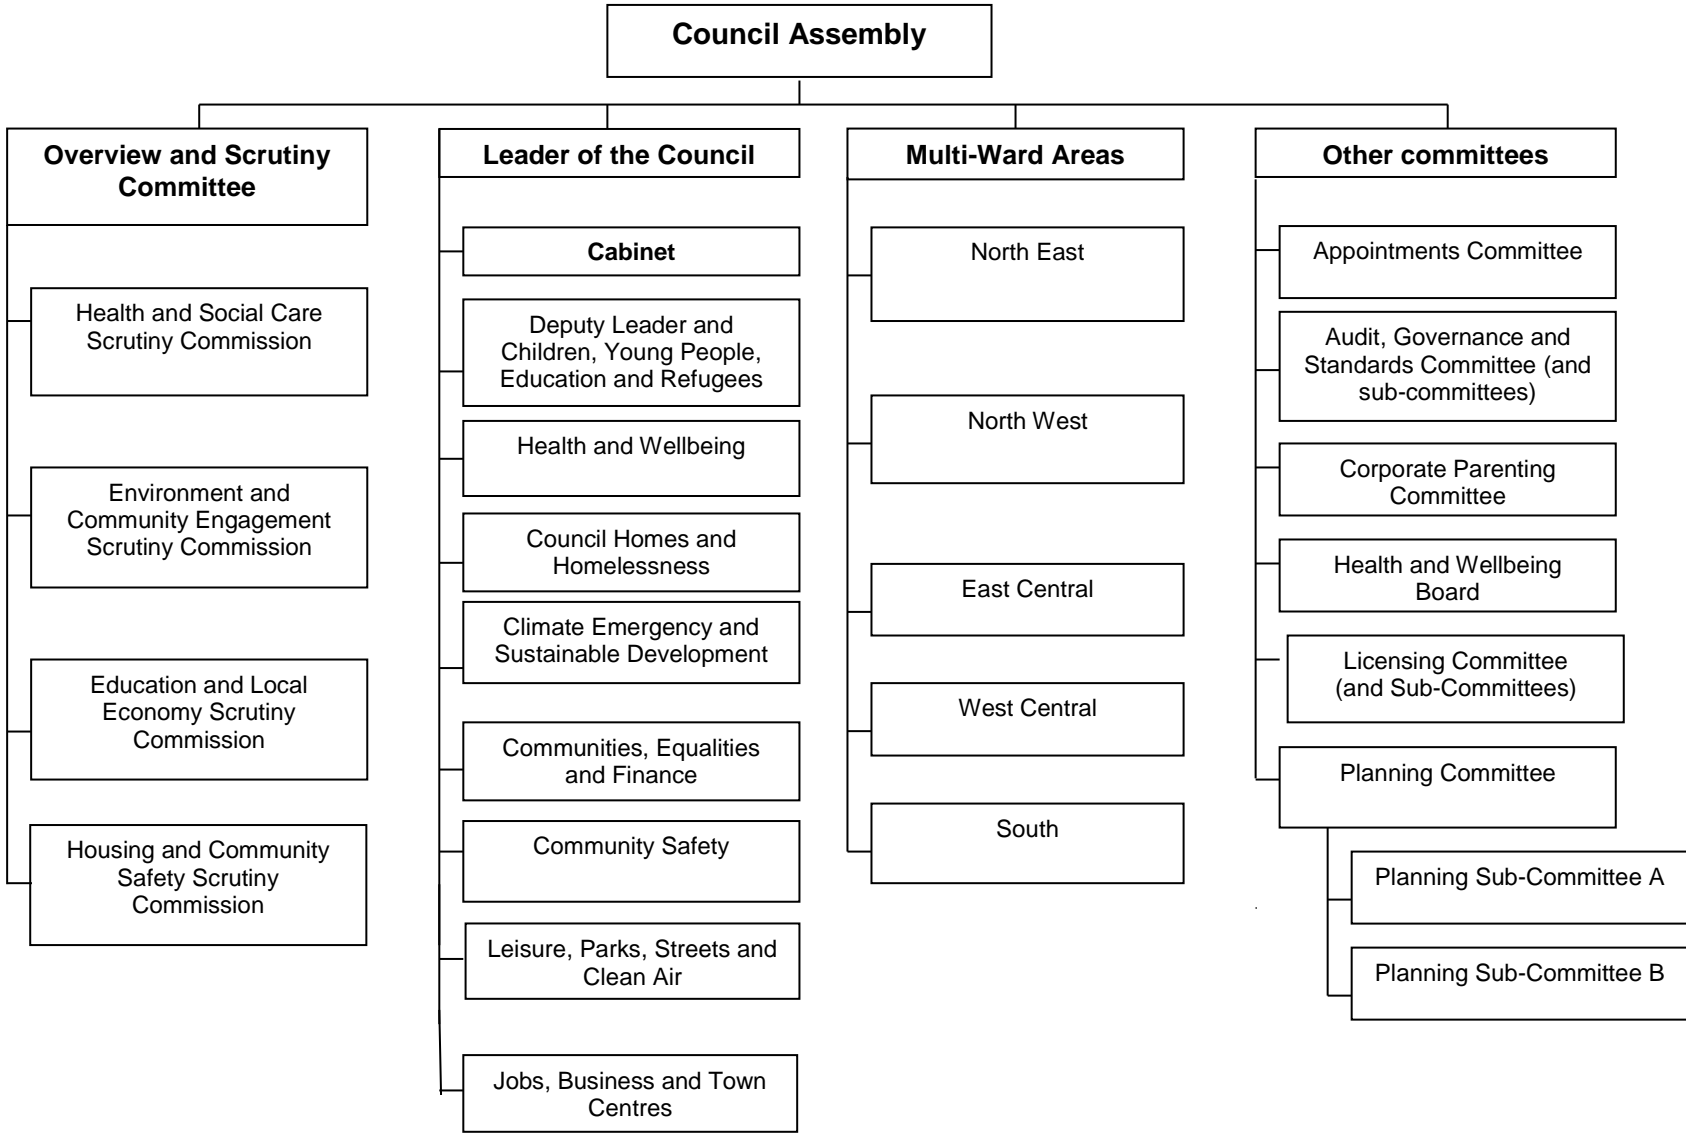 Council Assembly
Overview and Scrutiny
Committee
Health and Social Care
Scrutiny Commission
Environment and
Community Engagement
Scrutiny Commission
Education and Local
Economy Scrutiny
Commission
Housing and Community
Safety Scrutiny
Commission
Leader of the Council
Cabinet
Deputy Leader and
Children, Young People,
Education and Refugees
Health and Wellbeing
Council Homes and
Homelessness
Climate Emergency and
Sustainable Development
Communities, Equalities
and Finance
Community Safety
Leisure, Parks, Streets and
Clean Air
Jobs, Business and Town
Centres
Multi-Ward Areas
North East
North West
East Central
West Central
South
Other committees
Appointments Committee
Audit, Governance and
Standards Committee (and
sub-committees)
Corporate Parenting
Committee
Health and Wellbeing
Board
Licensing Committee
(and Sub-Committees)
Planning Committee
Planning Sub-Committee A
Planning Sub-Committee B